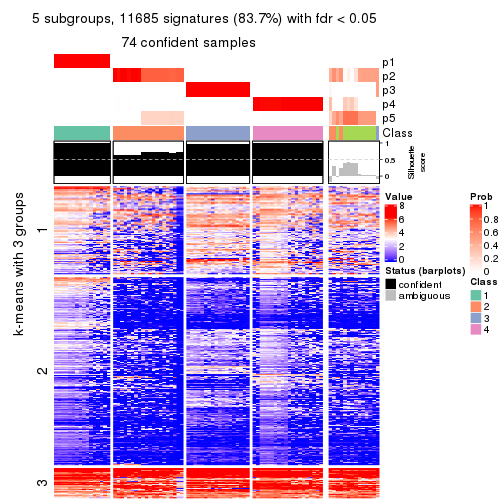 5 subgroups, 11685 signatures (83.7%) with fdr < 0.05
74 confident samples
p1
p2
p3
p4
p5
Class
1
0.5
0
Silhouette
score
k-means with 3 groups
1
2
3
Value
8
6
4
2
0
Status (barplots)
confident
ambiguous
Prob
1
0.8
0.6
0.4
0.2
0
Class
1
2
3
4